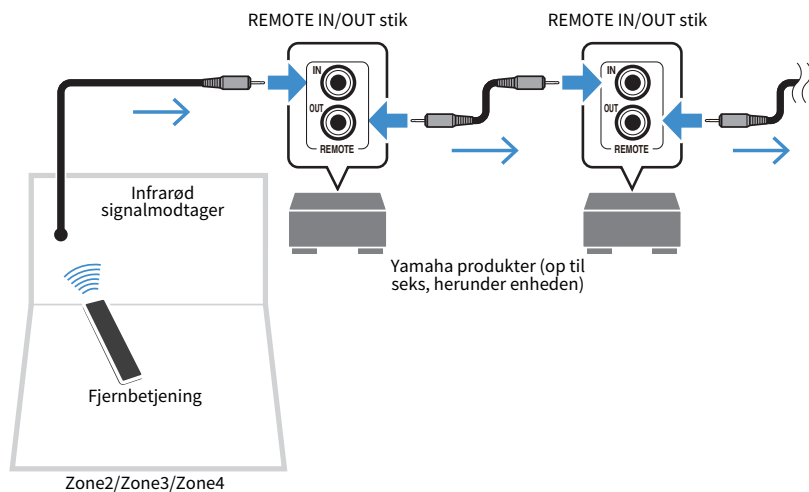 REMOTE IN/OUT stik
REMOTE IN/OUT stik
IN
OUT
REMOTE
IN
OUT
REMOTE
Infrarød
signalmodtager
Yamaha produkter (op til
seks, herunder enheden)
Fjernbetjening
Zone2/Zone3/Zone4